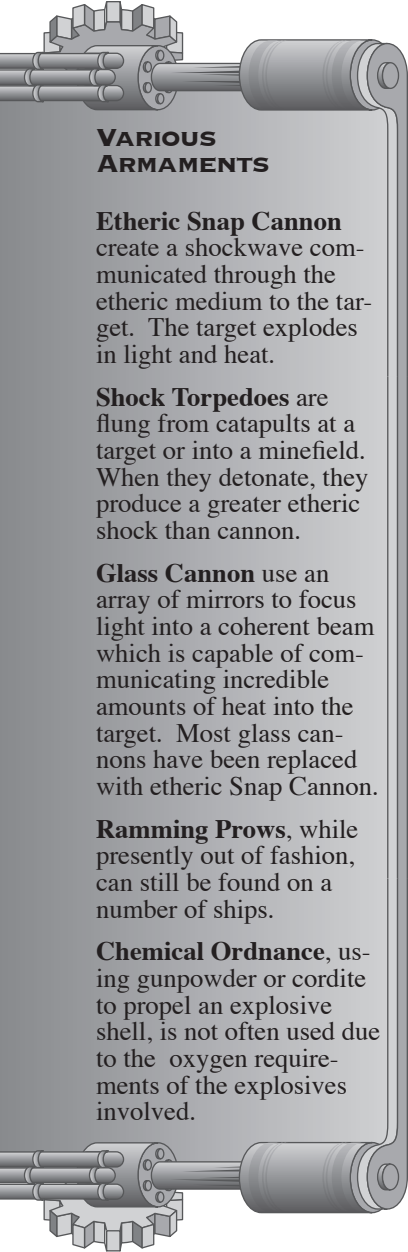 VARIOUS
ARMAMENTS
Etheric Snap Cannon
create a shockwave com-
municated through the
etheric medium to the tar-
get.  The target explodes
in light and heat.
Shock Torpedoes are
flung from catapults at a
target or into a minefield.
When they detonate, they
produce a greater etheric
shock than cannon.
Glass Cannon use an
array of mirrors to focus
light into a coherent beam
which is capable of com-
municating incredible
amounts of heat into the
target.  Most glass can-
nons have been replaced
with etheric Snap Cannon.
Ramming Prows, while
presently out of fashion,
can still be found on a
number of ships.
Chemical Ordnance, us-
ing gunpowder or cordite
to propel an explosive
shell, is not often used due
to the  oxygen require-
ments of the explosives
involved.